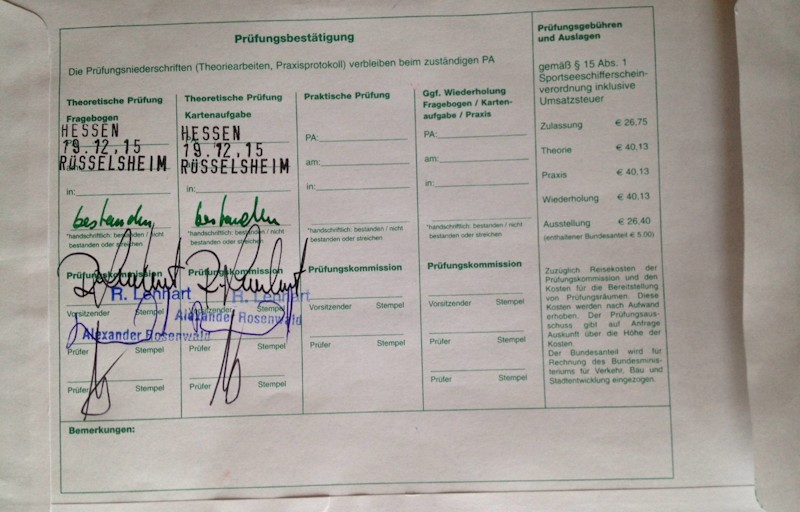 Prüfungsbestätigung
Die Prüfungsniederschriften (Theoriearbeiten, Praxisprotokoll) verbleiben beim zuständigen PA
Theoretische Prüfung
Fragebogen
HESSEN
19.12.15
RÜSSELSHEIM
in:
bestanden
*handschriftlich: bestanden / nicht
bestanden oder streichen
Prüfungskommission
R. Lenhart
Vorsitzender Stempel
Alexander Rosenwald
Prüfer Stempel
Prüfer Stempel
Theoretische Prüfung
Kartenaufgabe
HESSEN
19.12.15
RÜSSELSHEIM
in:
bestanden
*handschriftlich: bestanden / nicht
bestanden oder streichen
Prüfungskommission
R. Lenhart
Vorsitzender Stempel
Alexander Rosenwald
Prüfer Stempel
Prüfer Stempel
Praktische Prüfung
PA:
am:
in:
*handschriftlich: bestanden / nicht
bestanden oder streichen
Prüfungskommission
Vorsitzender Stempel
Prüfer Stempel
Prüfer Stempel
Ggf. Wiederholung
Fragebogen / Karten-
aufgabe / Praxis
PA:
am:
in:
*handschriftlich: bestanden / nicht
bestanden oder streichen
Prüfungskommission
Vorsitzender Stempel
Prüfer Stempel
Prüfer Stempel
Prüfungsgebühren
und Auslagen
gemäß § 15 Abs. 1
Sportseeschifferschein-
verordnung inklusive
Umsatzsteuer
Zulassung € 26,75
Theorie € 40,13
Praxis € 40,13
Wiederholung € 40,13
Ausstellung € 26,40
(enthaltener Bundesanteil € 5,00)
Zuzüglich Reisekosten der
Prüfungskommission und den
Kosten für die Bereitstellung
von Prüfungsräumen. Diese
Kosten werden nach Aufwand
erhoben. Der Prüfungsaus-
schuss gibt auf Anfrage
Auskunft über die Höhe der
Kosten.
Der Bundesanteil wird für
Rechnung des Bundesminis-
teriums für Verkehr, Bau und
Stadtentwicklung eingezogen.
Bemerkungen: